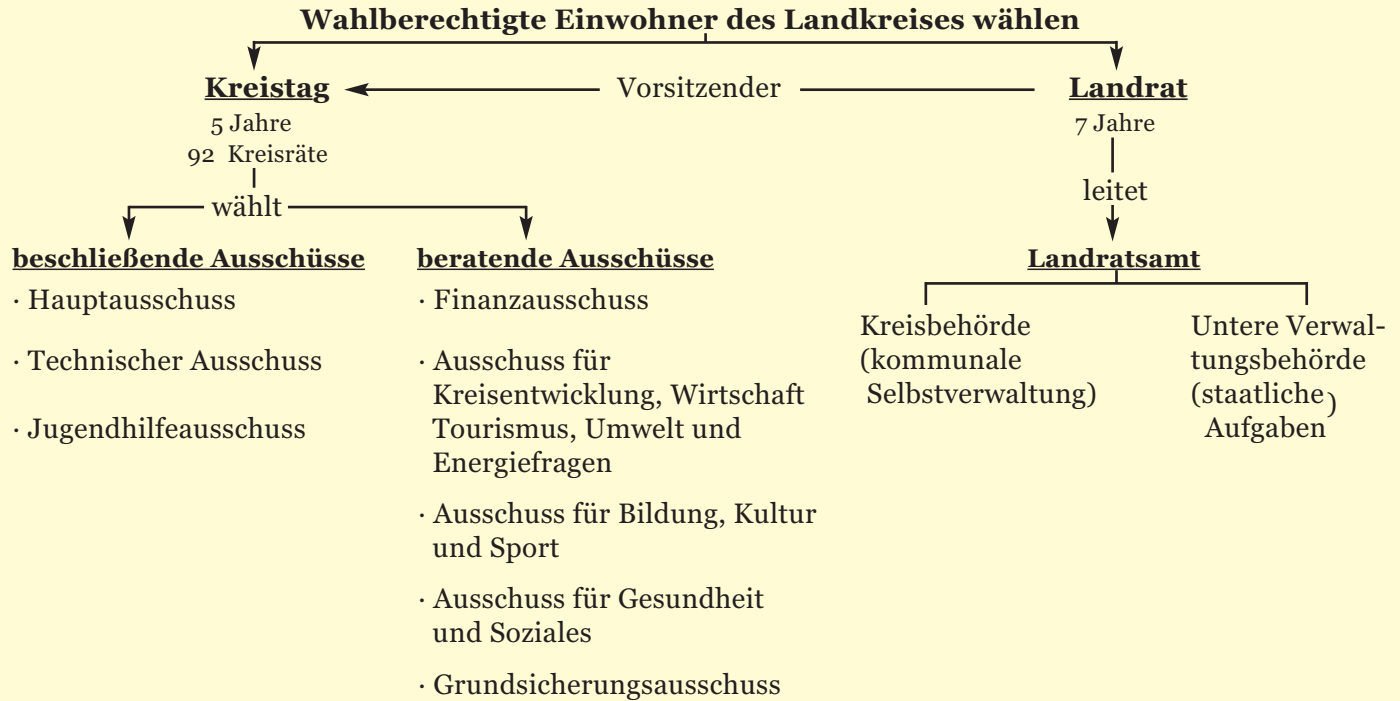 Wahlberechtigte Einwohner des Landkreises wählen
Kreistag
Vorsitzender
Landrat
5 Jahre
92 Kreisräte
7 Jahre
wählt
leitet
beschließende Ausschüsse
· Hauptausschuss
· Technischer Ausschuss
· Jugendhilfeausschuss
beratende Ausschüsse
· Finanzausschuss
· Ausschuss für
Kreisentwicklung, Wirtschaft
Tourismus, Umwelt und
Energiefragen
· Ausschuss für Bildung, Kultur
und Sport
· Ausschuss für Gesundheit
und Soziales
· Grundsicherungsausschuss
Landratsamt
Kreisbehörde
(kommunale
Selbstverwaltung)
Untere Verwal-
tungsbehörde
(staatliche)
Aufgaben